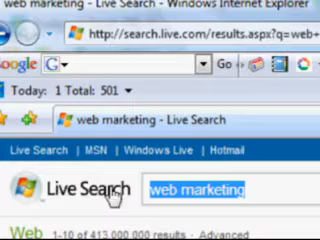 web marketing - Live Search - Windows Internet Explorer
http://search.live.com/results.aspx?q=web+
Google G Go
Today: 1 Total: 501
web marketing - Live Search
Live Search | MSN | Windows Live | Hotmail
Live Search web marketing
Web 1-10 of 413,000,000 results · Advanced